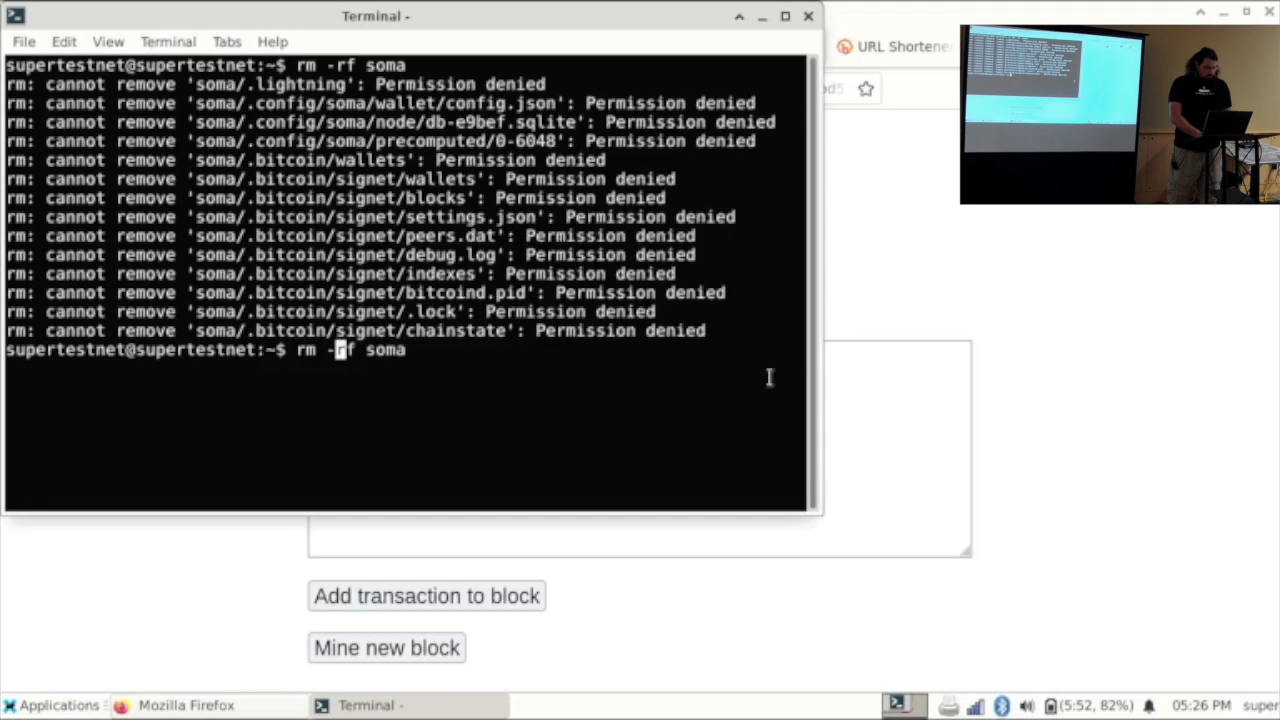 Terminal -
File Edit View Terminal Tabs Help
supertestnet@supertestnet:~$ rm -rf soma
rm: cannot remove 'soma/.lightning': Permission denied
rm: cannot remove 'soma/.config/soma/wallet/config.json': Permission denied
rm: cannot remove 'soma/.config/soma/node/db-e9bef.sqlite': Permission denied
rm: cannot remove 'soma/.config/soma/precomputed/0-6048': Permission denied
rm: cannot remove 'soma/.bitcoin/wallets': Permission denied
rm: cannot remove 'soma/.bitcoin/signet/wallets': Permission denied
rm: cannot remove 'soma/.bitcoin/signet/blocks': Permission denied
rm: cannot remove 'soma/.bitcoin/signet/settings.json': Permission denied
rm: cannot remove 'soma/.bitcoin/signet/peers.dat': Permission denied
rm: cannot remove 'soma/.bitcoin/signet/debug.log': Permission denied
rm: cannot remove 'soma/.bitcoin/signet/indexes': Permission denied
rm: cannot remove 'soma/.bitcoin/signet/bitcoind.pid': Permission denied
rm: cannot remove 'soma/.bitcoin/signet/.lock': Permission denied
rm: cannot remove 'soma/.bitcoin/signet/chainstate': Permission denied
supertestnet@supertestnet:~$ rm -rf soma
URL Shortene
od5
Add transaction to block
Mine new block
Applications Mozilla Firefox Terminal - (5:52, 82%) 05:26 PM super